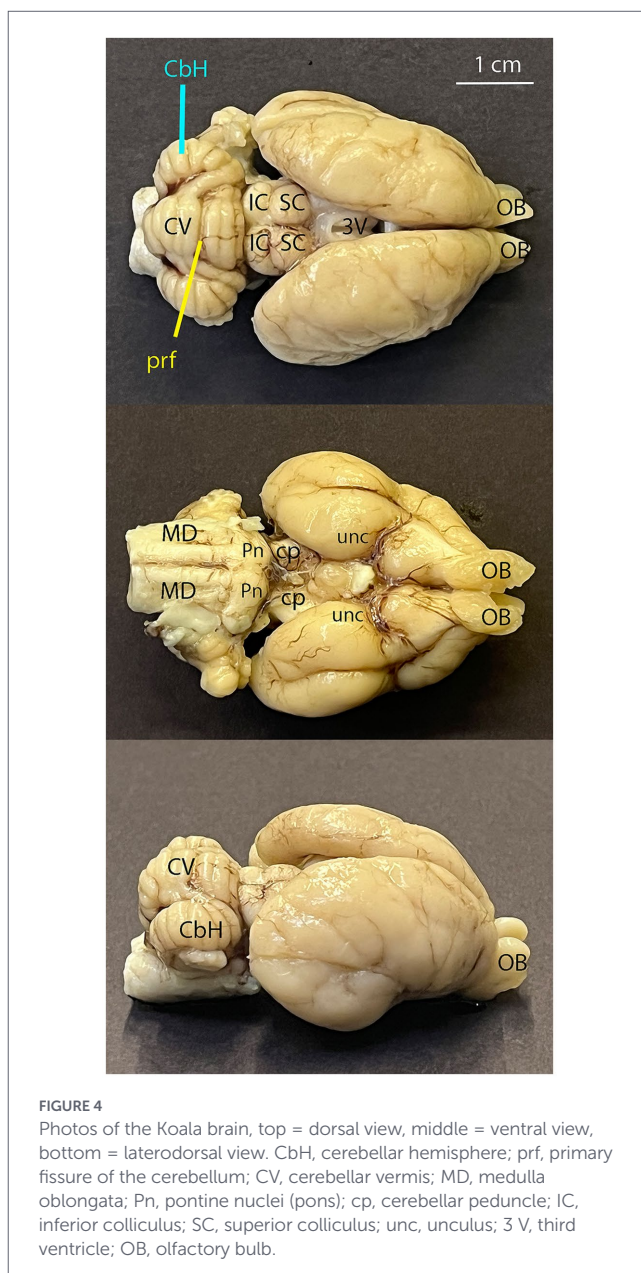 CbH
1 cm
IC SC
OB
CV
3V
IC SC
OB
prf
MD
unc
Pn cp
OB
MD
Pn
cp
OB
unc
CV
CbH
OB
FIGURE 4
Photos of the Koala brain, top = dorsal view, middle = ventral view,
bottom = laterodorsal view. CbH, cerebellar hemisphere; prf, primary
fissure of the cerebellum; CV, cerebellar vermis; MD, medulla
oblongata; Pn, pontine nuclei (pons); cp, cerebellar peduncle; IC,
inferior colliculus; SC, superior colliculus; unc, unculus; 3 V, third
ventricle; OB, olfactory bulb.